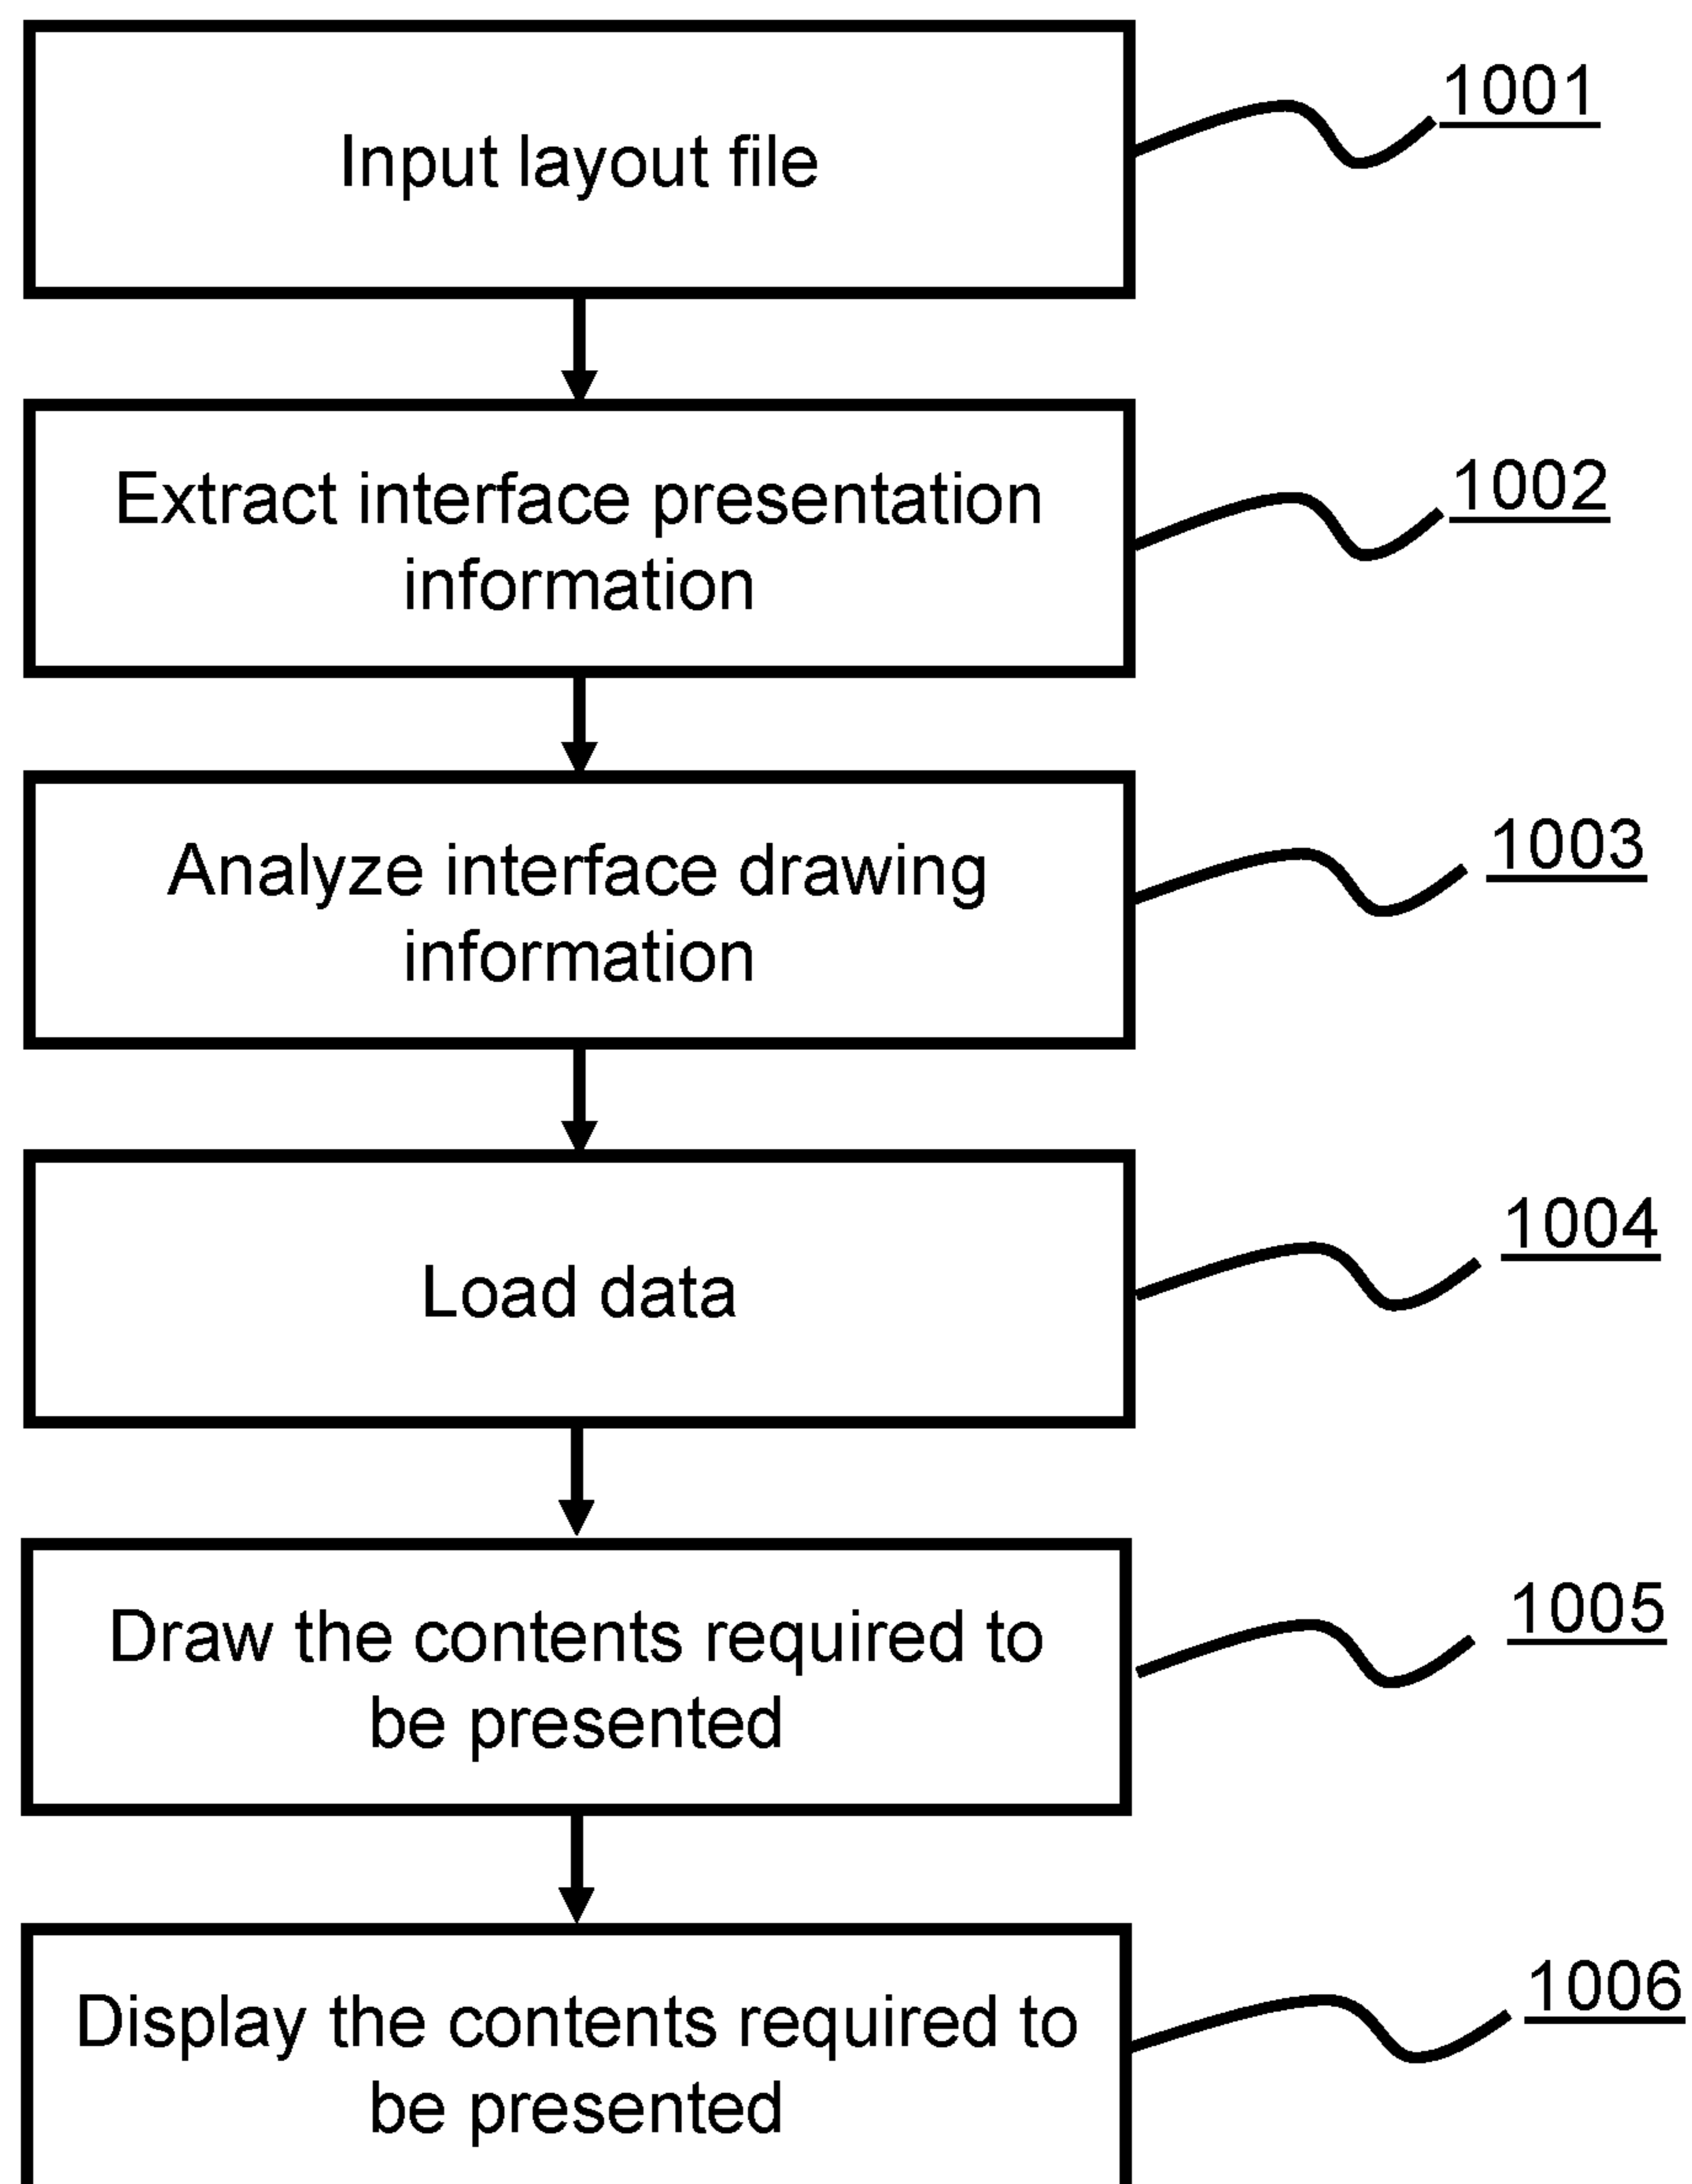 Input layout file
1001
Extract interface presentation
information
1002
Analyze interface drawing
information
1003
Load data
1004
Draw the contents required to
be presented
1005
Display the contents required to
be presented
1006